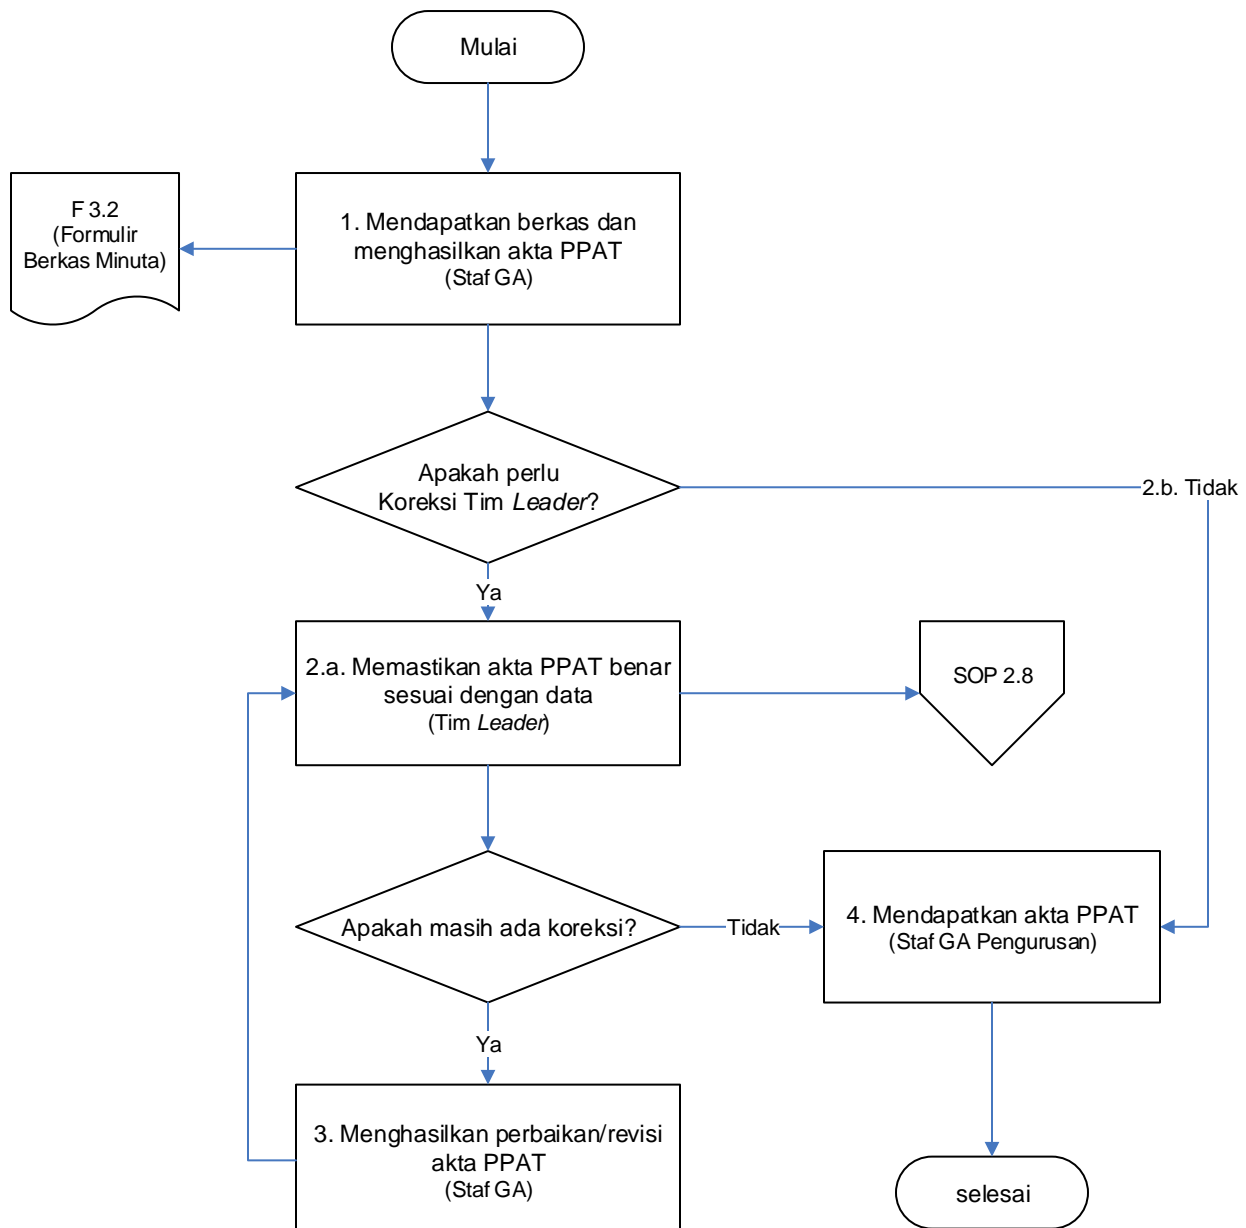 Mulai
F 3.2
(Formulir
Berkas Minuta)
1. Mendapatkan berkas dan
menghasilkan akta PPAT
(Staf GA)
Apakah perlu
Koreksi Tim Leader?
2.b. Tidak
Ya
2.a. Memastikan akta PPAT benar
sesuai dengan data
(Tim Leader)
SOP 2.8
Apakah masih ada koreksi?
Tidak
4. Mendapatkan akta PPAT
(Staf GA Pengurusan)
Ya
3. Menghasilkan perbaikan/revisi
akta PPAT
(Staf GA)
selesai